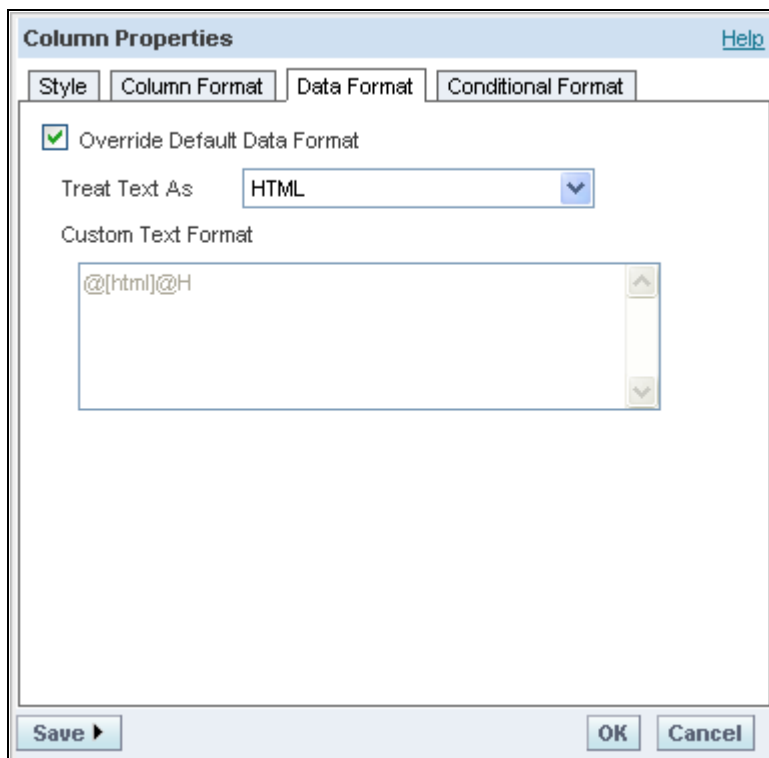 Column Properties Help
Style Column Format Data Format Conditional Format
Override Default Data Format
Treat Text As HTML
Custom Text Format
@[html]@H
Save OK Cancel